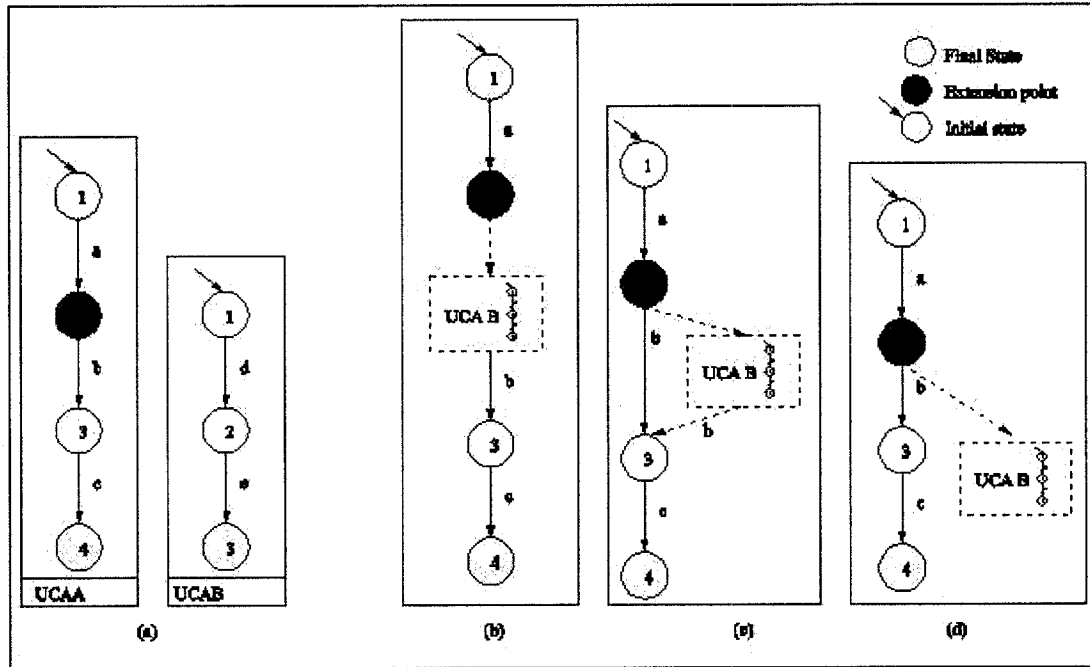 Final State
Extension point
Initial state
1
a
b
3
c
4
UCAA
1
d
2
e
3
UCAB
(a)
1
a
UCA B
b
3
c
4
(b)
1
a
b
UCA B
b
3
c
4
(c)
1
a
b
3
UCA B
c
4
(d)